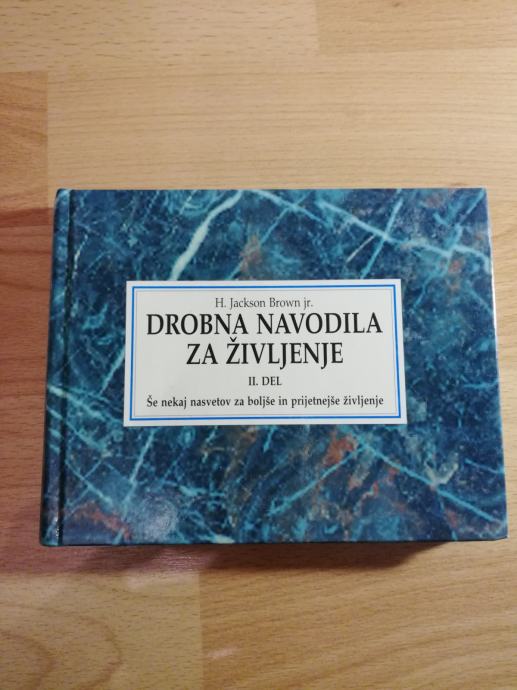 H. Jackson Brown jr.
DROBNA NAVODILA
ZA ŽIVLJENJE
II. DEL
Še nekaj nasvetov za boljše in prijetnejše življenje